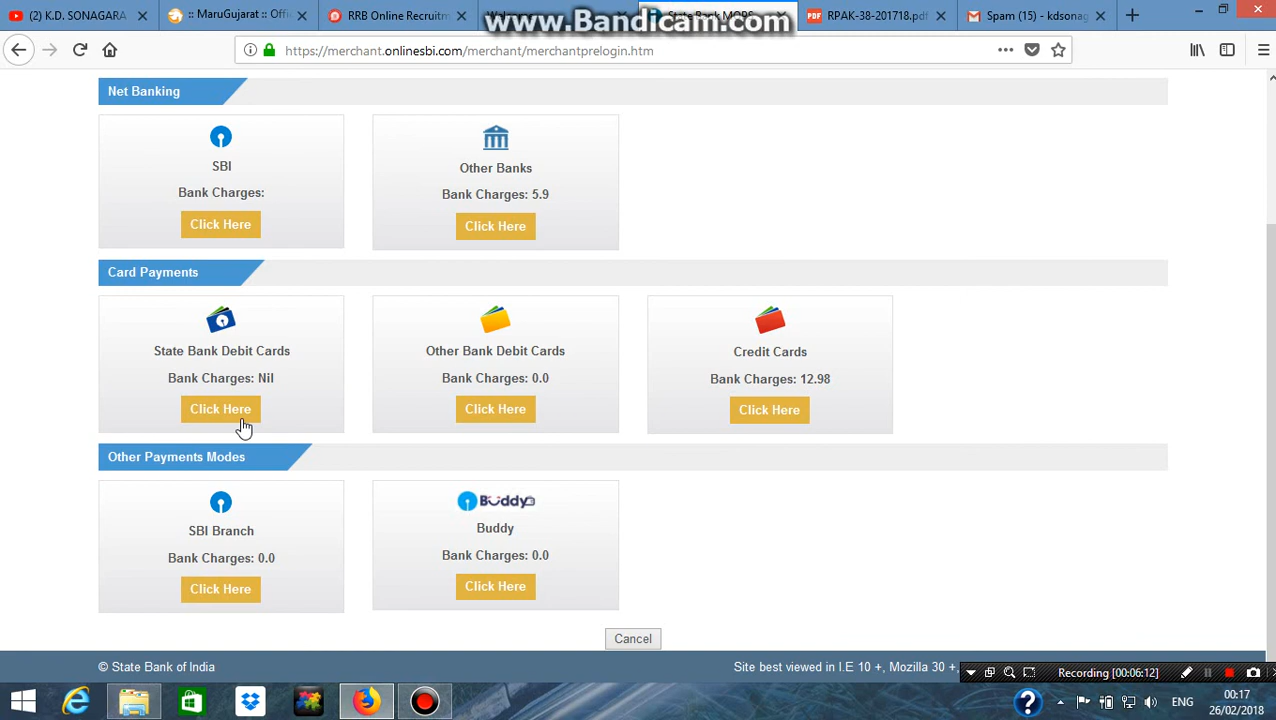 (2) K.D. SONAGARA
:: MaruGujarat :: Offi
RRB Online Recruitm
State Bank MOPS
RPAK-38-201718.pdf
Spam (15) - kdsonag
www.Bandicam.com
https://merchant.onlinesbi.com/merchant/merchantprelogin.htm
Net Banking
SBI
Bank Charges:
Click Here
Other Banks
Bank Charges: 5.9
Click Here
Card Payments
State Bank Debit Cards
Bank Charges: Nil
Click Here
Other Bank Debit Cards
Bank Charges: 0.0
Click Here
Credit Cards
Bank Charges: 12.98
Click Here
Other Payments Modes
SBI Branch
Bank Charges: 0.0
Click Here
Buddy
Buddy
Bank Charges: 0.0
Click Here
Cancel
© State Bank of India
Site best viewed in I.E 10 +, Mozilla 30 +
Recording [00:06:12]
ENG
00:17
26/02/2018